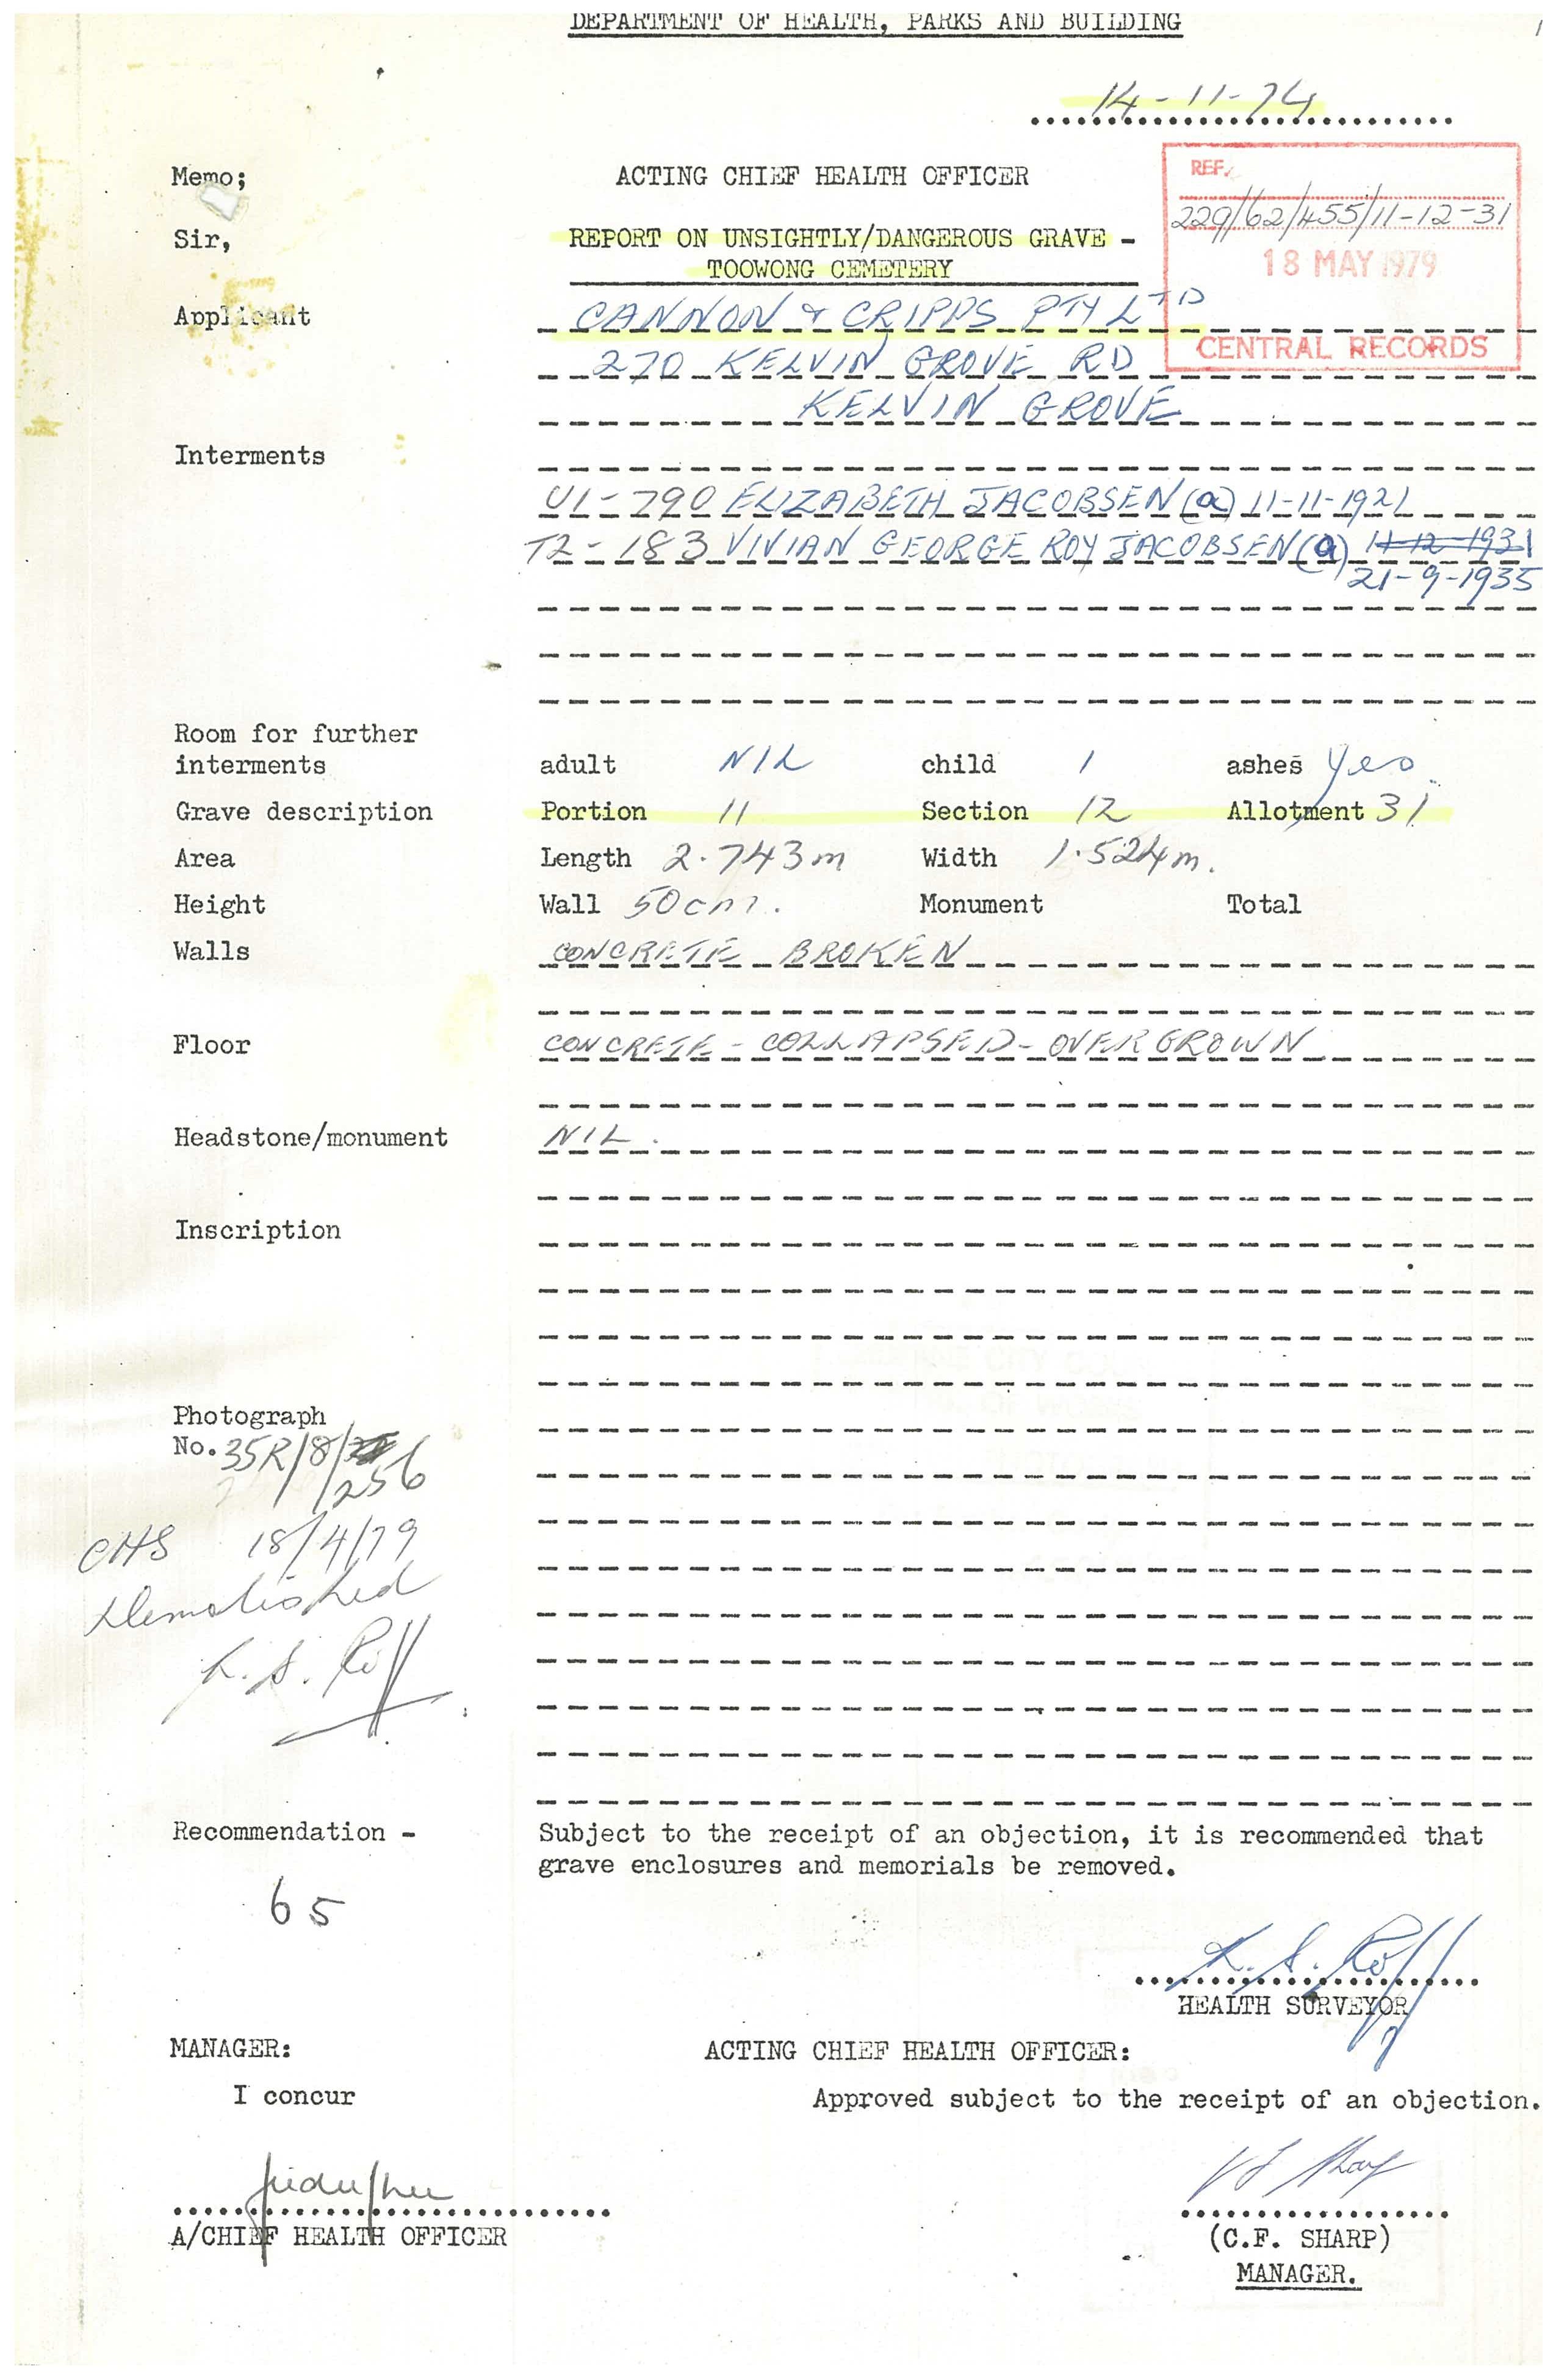 DEPARTMENT OF HEALTH, PARKS AND BUILDING
14-11-74
Memo; ACTING CHIEF HEALTH OFFICER
REF.
229/62/455/11-12-31
18 MAY 1979
CENTRAL RECORDS
Sir, REPORT ON UNSIGHTLY/DANGEROUS GRAVE -
TOOWONG CEMETERY
Applicant CANNON & CRIPPS PTY LTD
270 KELVIN GROVE RD
KELVIN GROVE
Interments
U1-790 ELIZABETH JACOBSEN (a) 11-11-1921
T2-183 VIVIAN GEORGE ROY JACOBSEN (a) 11-12-1931
21-9-1935
Room for further
interments adult NIL child 1 ashes yes
Grave description Portion 11 Section 12 Allotment 31
Area Length 2.743m Width 1.524m.
Height Wall 50cm. Monument Total
Walls CONCRETE BROKEN
Floor CONCRETE - COLLAPSED - OVERGROWN
Headstone/monument NIL.
Inscription
Photograph
No. 35R/8/
/256
CHS 18/4/79
Demolished
K. S. Roff
Recommendation - Subject to the receipt of an objection, it is recommended that
grave enclosures and memorials be removed.
65
K. S. Roff
HEALTH SURVEYOR
MANAGER: ACTING CHIEF HEALTH OFFICER:
I concur Approved subject to the receipt of an objection.
A/CHIEF HEALTH OFFICER
(C.F. SHARP)
MANAGER.